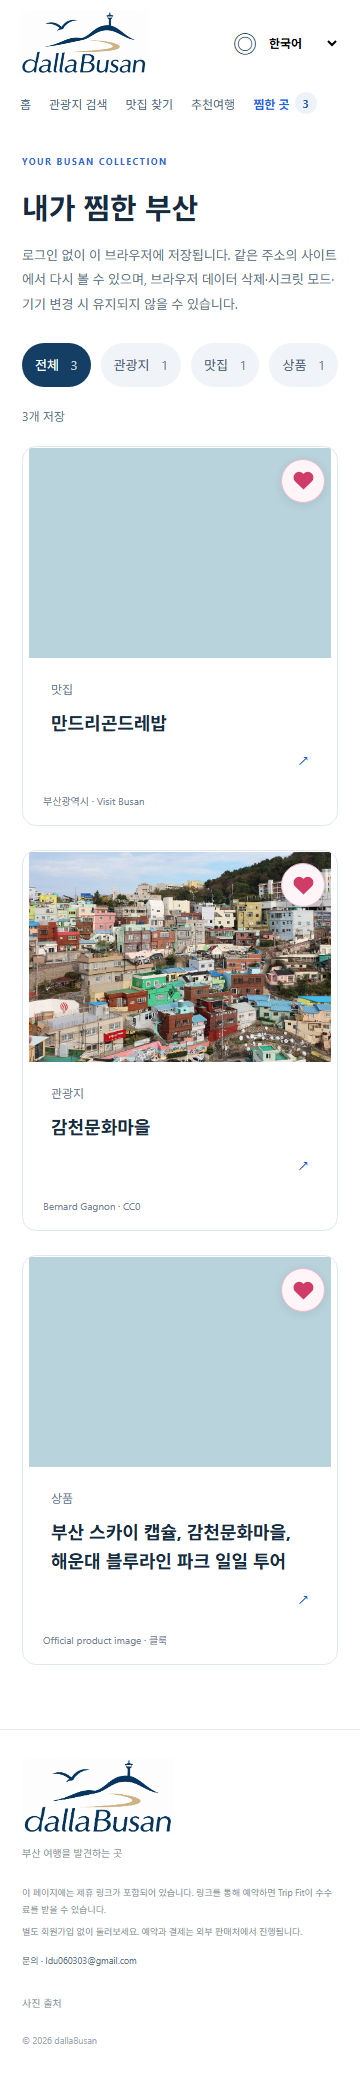 dallaBusan
한국어
홈 관광지 검색 맛집 찾기 추천여행 찜한 곳 3
YOUR BUSAN COLLECTION
내가 찜한 부산
로그인 없이 이 브라우저에 저장됩니다. 같은 주소의 사이트
에서 다시 볼 수 있으며, 브라우저 데이터 삭제·시크릿 모드·
기기 변경 시 유지되지 않을 수 있습니다.
전체 3 관광지 1 맛집 1 상품 1
3개 저장
맛집
만드리곤드레밥
↗
부산광역시 · Visit Busan
관광지
감천문화마을
↗
Bernard Gagnon · CC0
상품
부산 스카이 캡슐, 감천문화마을,
해운대 블루라인 파크 일일 투어
↗
Official product image · 클룩
dallaBusan
부산 여행을 발견하는 곳
이 페이지에는 제휴 링크가 포함되어 있습니다. 링크를 통해 예약하면 Trip Fit이 수수
료를 받을 수 있습니다.
별도 회원가입 없이 둘러보세요. 예약과 결제는 외부 판매처에서 진행됩니다.
문의 · ldu060303@gmail.com
사진 출처
© 2026 dallaBusan